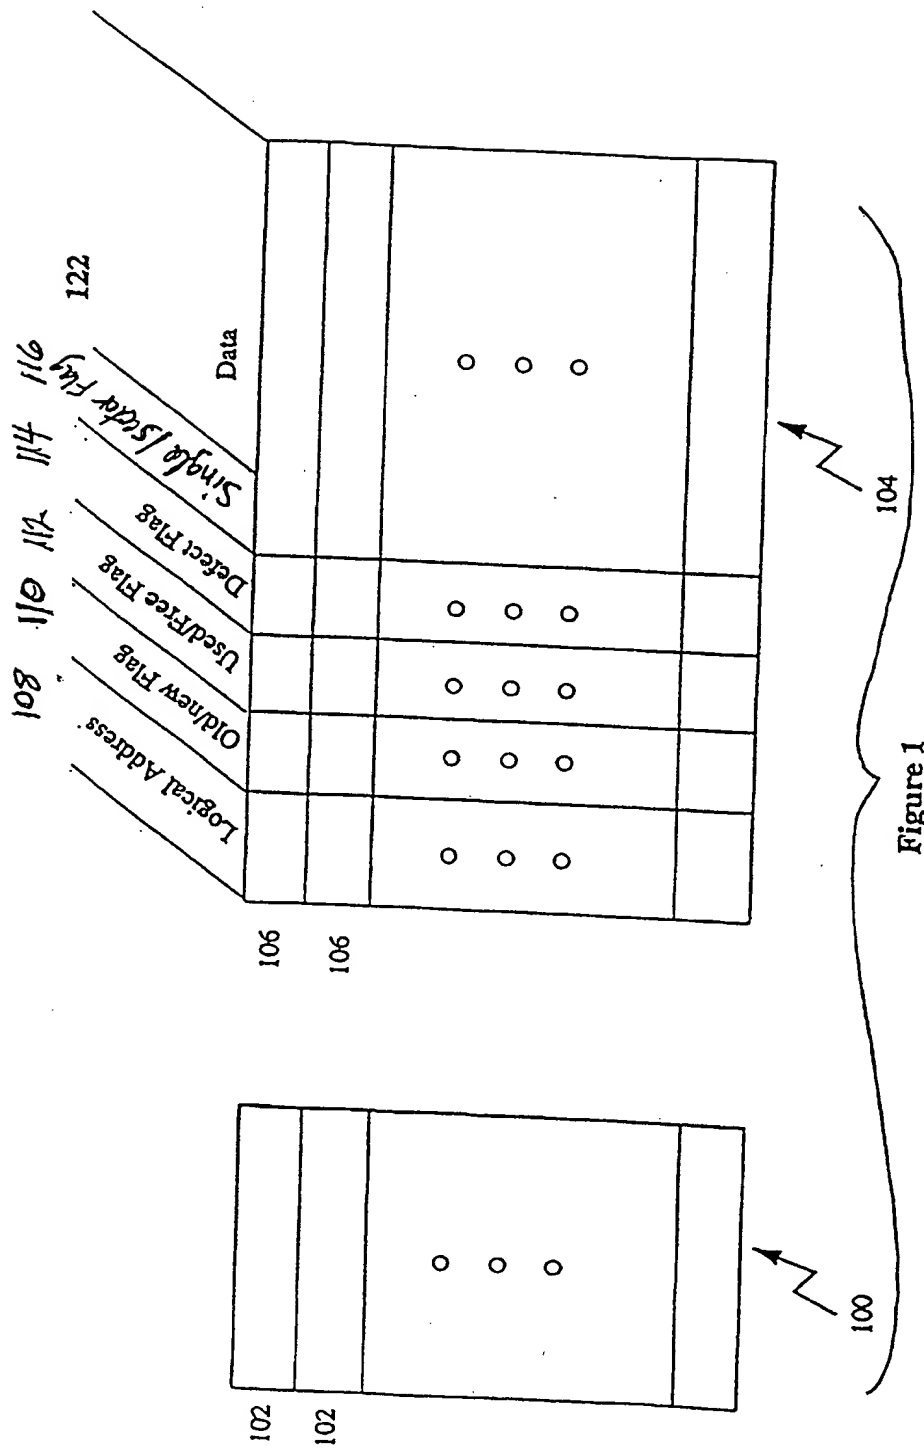 108 110 112 114 116
122
Logical Address
Old/new Flag
Used/Free Flag
Defect Flag
Single/sector Flag
Data
106
106
102
102
100
104
Figure 1